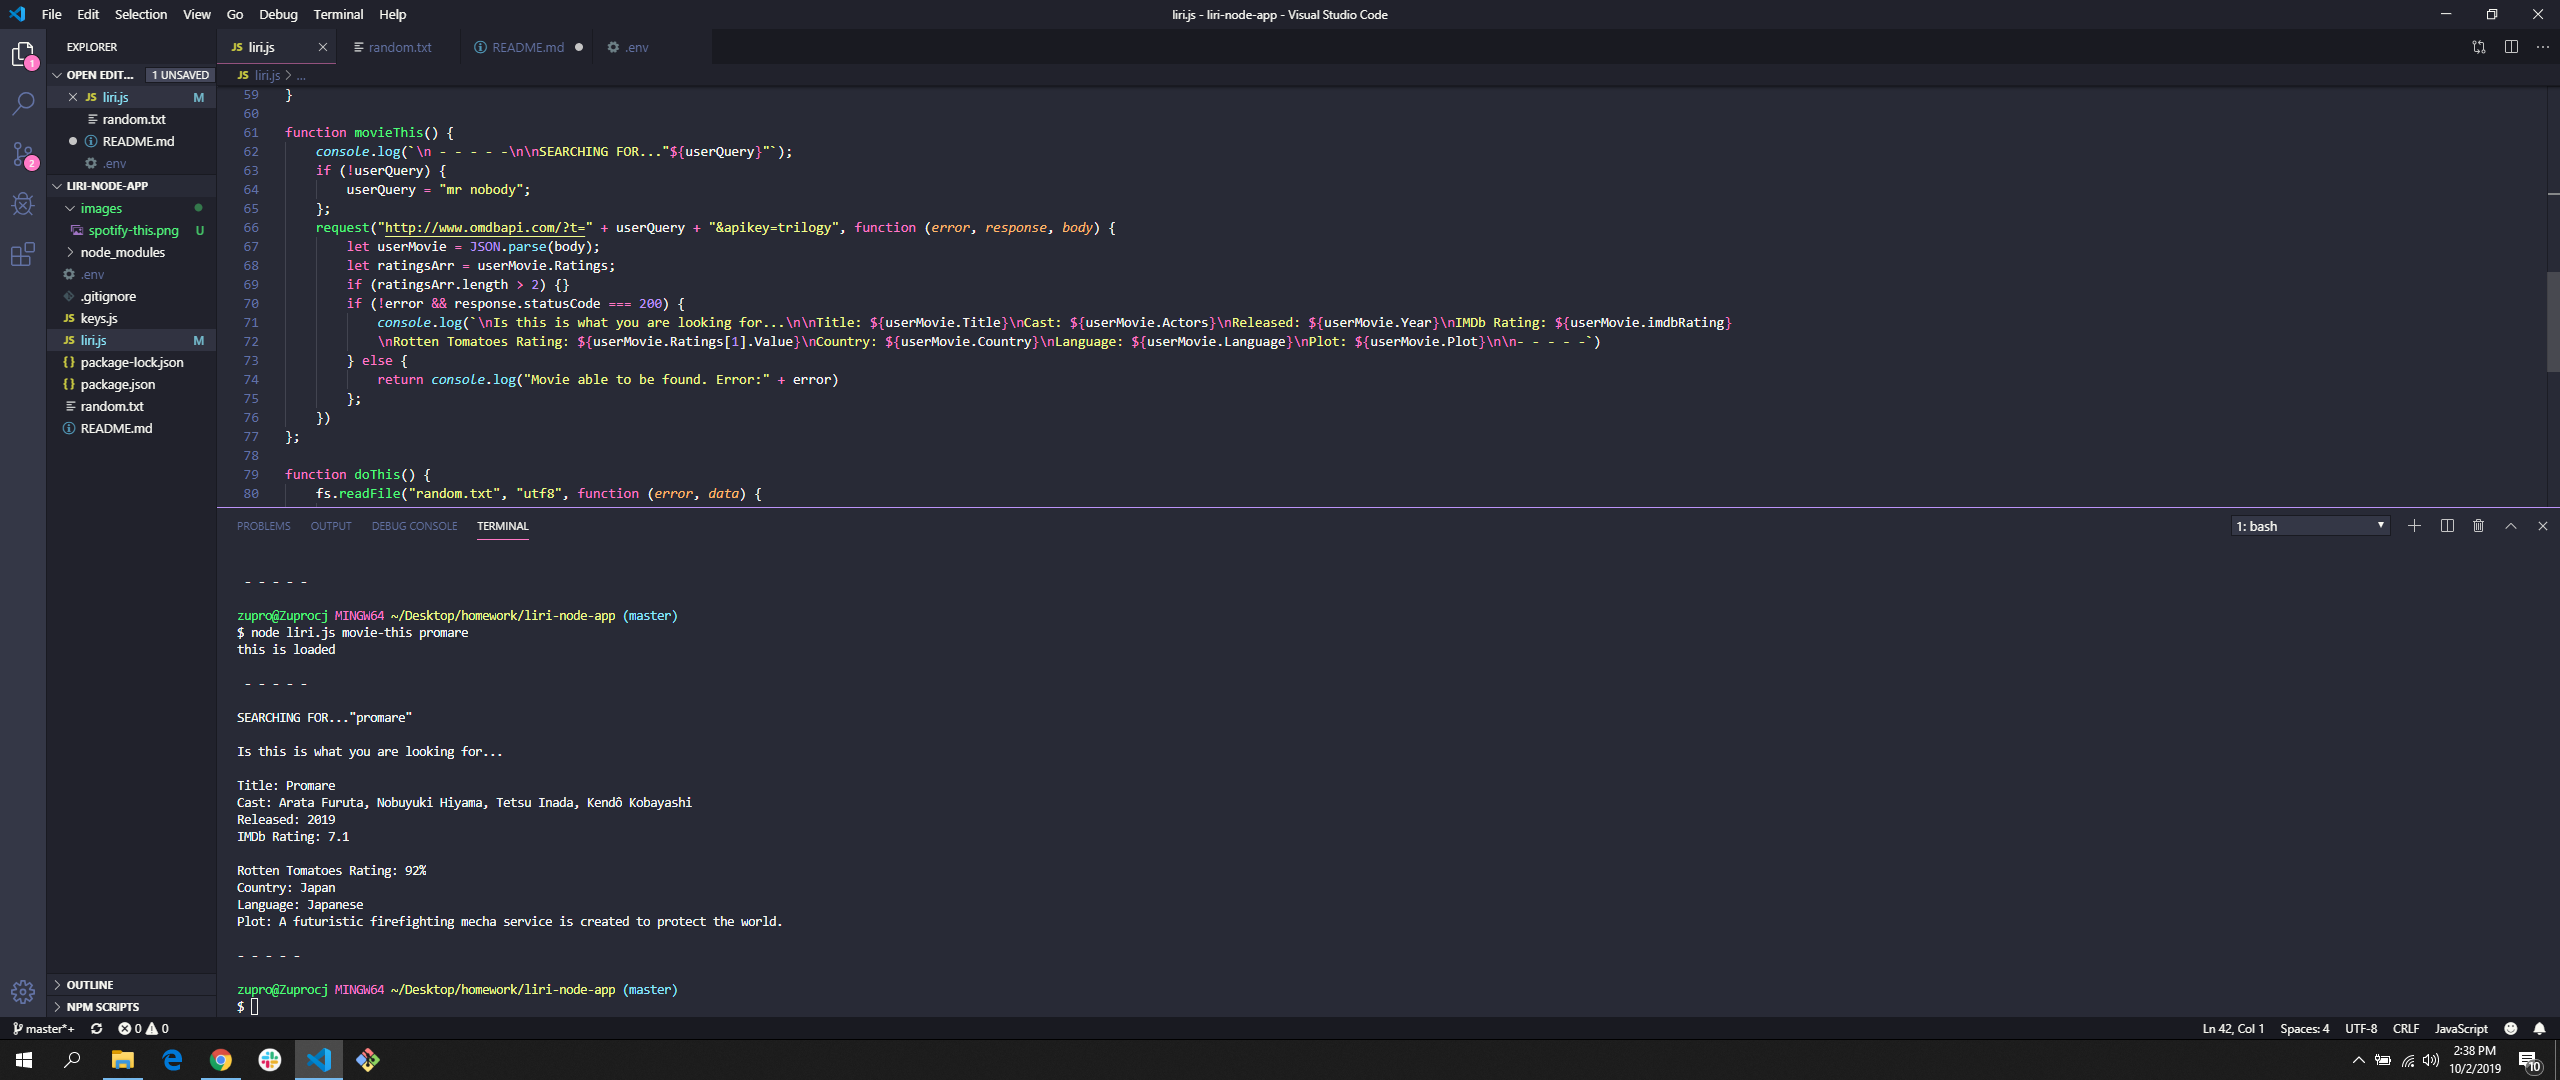 File Edit Selection View Go Debug Terminal Help
liri.js - liri-node-app - Visual Studio Code
EXPLORER
OPEN EDIT... 1 UNSAVED
JS liri.js M
random.txt
README.md
.env
LIRI-NODE-APP
images
spotify-this.png U
node_modules
.env
.gitignore
JS keys.js
JS liri.js M
{} package-lock.json
{} package.json
random.txt
README.md
OUTLINE
NPM SCRIPTS
1
2
JS liri.js random.txt README.md .env
JS liri.js > ...
59 }
60
61 function movieThis() {
62 console.log(`\n - - - - -\n\nSEARCHING FOR..."${userQuery}"`);
63 if (!userQuery) {
64 userQuery = "mr nobody";
65 };
66 request("http://www.omdbapi.com/?t=" + userQuery + "&apikey=trilogy", function (error, response, body) {
67 let userMovie = JSON.parse(body);
68 let ratingsArr = userMovie.Ratings;
69 if (ratingsArr.length > 2) {}
70 if (!error && response.statusCode === 200) {
71 console.log(`\nIs this is what you are looking for...\n\nTitle: ${userMovie.Title}\nCast: ${userMovie.Actors}\nReleased: ${userMovie.Year}\nIMDb Rating: ${userMovie.imdbRating}
72 \nRotten Tomatoes Rating: ${userMovie.Ratings[1].Value}\nCountry: ${userMovie.Country}\nLanguage: ${userMovie.Language}\nPlot: ${userMovie.Plot}\n\n- - - - -`)
73 } else {
74 return console.log("Movie able to be found. Error:" + error)
75 };
76 })
77 };
78
79 function doThis() {
80 fs.readFile("random.txt", "utf8", function (error, data) {
PROBLEMS OUTPUT DEBUG CONSOLE TERMINAL
1: bash
- - - - -
zupro@Zuprocj MINGW64 ~/Desktop/homework/liri-node-app (master)
$ node liri.js movie-this promare
this is loaded
- - - - -
SEARCHING FOR..."promare"
Is this is what you are looking for...
Title: Promare
Cast: Arata Furuta, Nobuyuki Hiyama, Tetsu Inada, Kendô Kobayashi
Released: 2019
IMDb Rating: 7.1
Rotten Tomatoes Rating: 92%
Country: Japan
Language: Japanese
Plot: A futuristic firefighting mecha service is created to protect the world.
- - - - -
zupro@Zuprocj MINGW64 ~/Desktop/homework/liri-node-app (master)
$
master*+ 0 0
Ln 42, Col 1 Spaces: 4 UTF-8 CRLF JavaScript
2:38 PM
10/2/2019
10